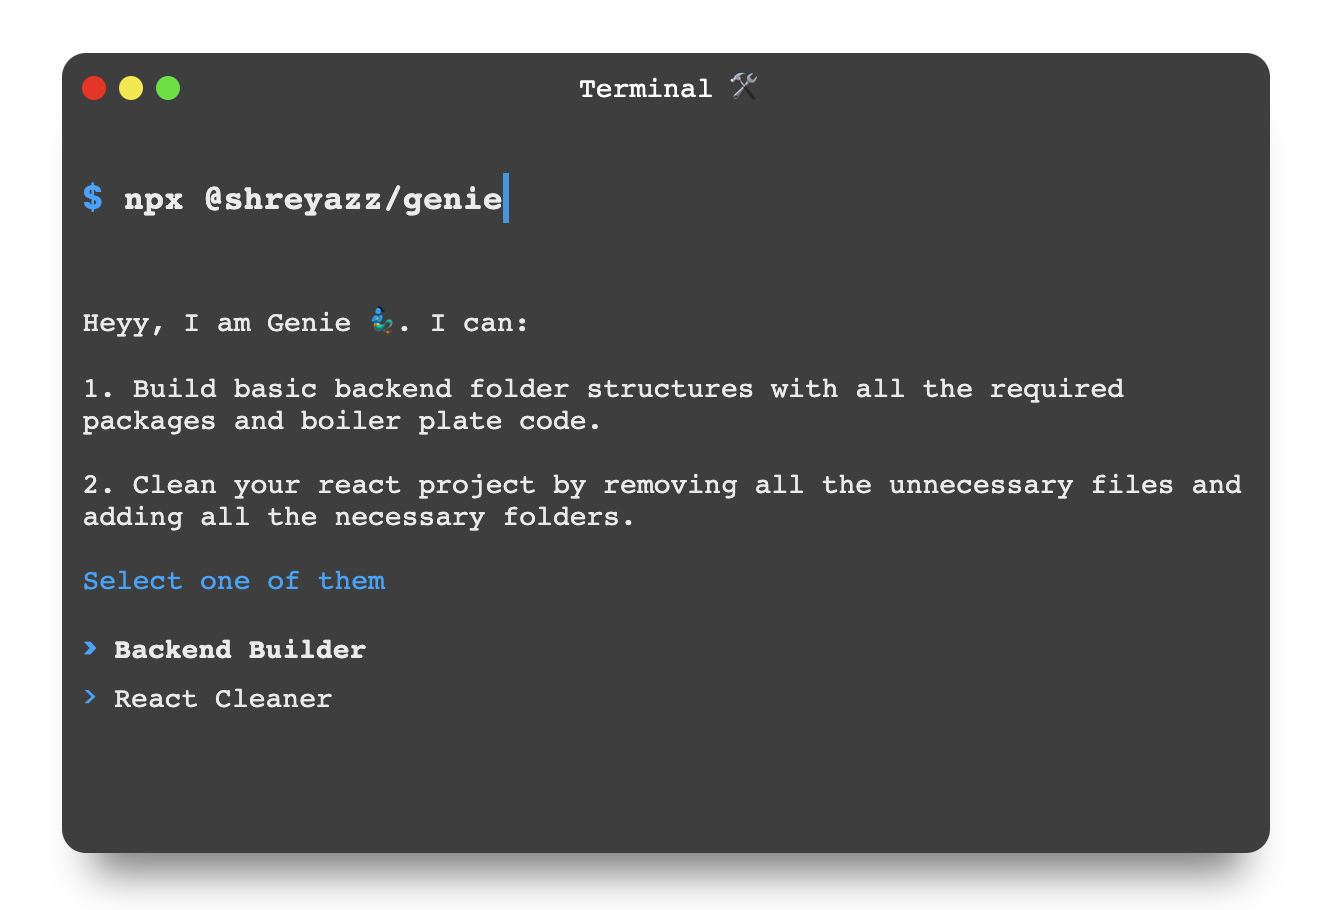 Terminal 🛠️
$ npx @shreyazz/genie
Heyy, I am Genie 🧞‍♂️. I can:
1. Build basic backend folder structures with all the required
packages and boiler plate code.
2. Clean your react project by removing all the unnecessary files and
adding all the necessary folders.
Select one of them
› Backend Builder
› React Cleaner